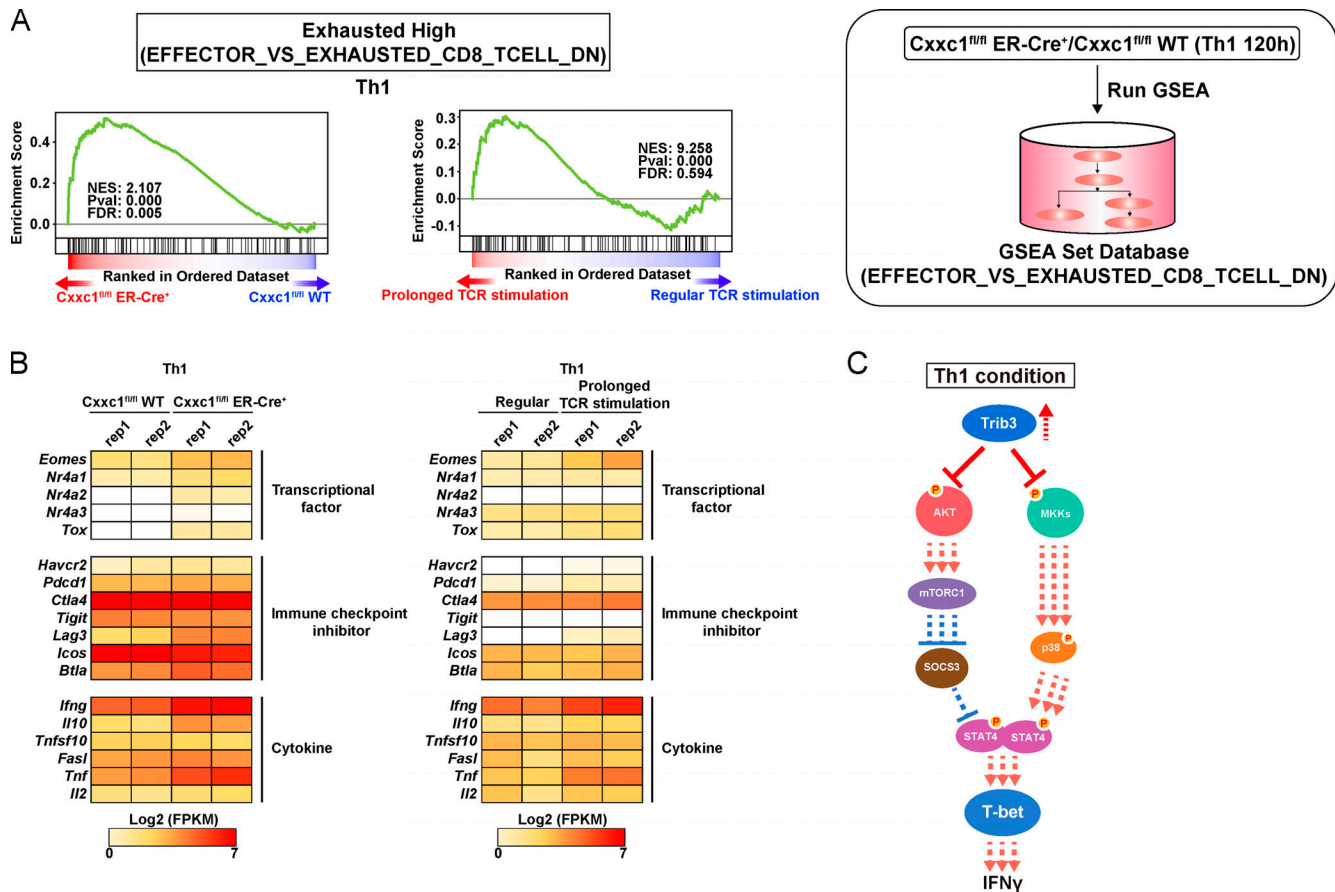 A
Exhausted High
(EFFECTOR_VS_EXHAUSTED_CD8_TCELL_DN)
Th1
Enrichment Score
0.4
0.2
0.0
NES: 2.107
Pval: 0.000
FDR: 0.005
Ranked in Ordered Dataset
Cxxc1fl/fl ER-Cre+
Cxxc1fl/fl WT
Enrichment Score
0.3
0.2
0.1
0.0
-0.1
NES: 9.258
Pval: 0.000
FDR: 0.594
Ranked in Ordered Dataset
Prolonged TCR stimulation
Regular TCR stimulation
Cxxc1fl/fl ER-Cre+/Cxxc1fl/fl WT (Th1 120h)
Run GSEA
GSEA Set Database
(EFFECTOR_VS_EXHAUSTED_CD8_TCELL_DN)
B
Th1
Cxxc1fl/fl WT
Cxxc1fl/fl ER-Cre+
rep1
rep2
rep1
rep2
Eomes
Nr4a1
Nr4a2
Nr4a3
Tox
Transcriptional
factor
Havcr2
Pdcd1
Ctla4
Tigit
Lag3
Icos
Btla
Immune checkpoint
inhibitor
Ifng
Il10
Tnfsf10
Fasl
Tnf
Il2
Cytokine
Log2 (FPKM)
0
7
Th1
Regular
Prolonged
TCR stimulation
rep1
rep2
rep1
rep2
Eomes
Nr4a1
Nr4a2
Nr4a3
Tox
Transcriptional
factor
Havcr2
Pdcd1
Ctla4
Tigit
Lag3
Icos
Btla
Immune checkpoint
inhibitor
Ifng
Il10
Tnfsf10
Fasl
Tnf
Il2
Cytokine
Log2 (FPKM)
0
7
C
Th1 condition
Trib3
P
AKT
P
MKKs
mTORC1
SOCS3
P
p38
P
P
STAT4
STAT4
T-bet
IFNγ